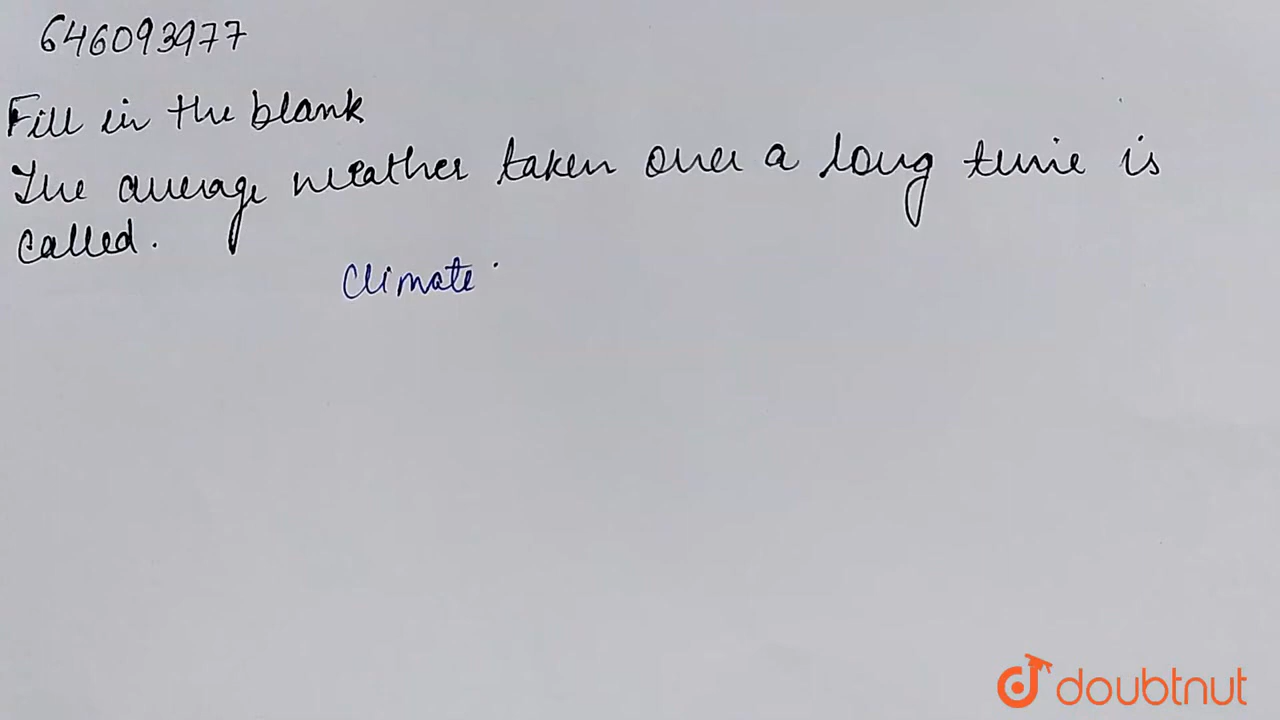 646093977
Fill in the blank
The average weather taken over a long time is
called.
Climate.
doubtnut